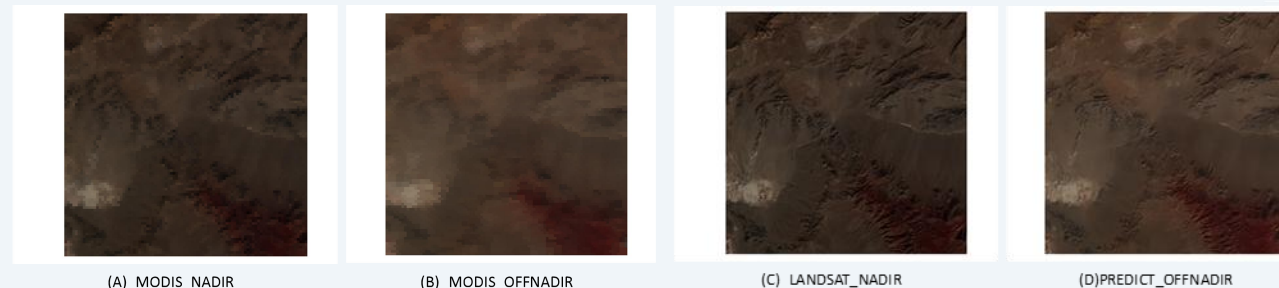 (A) MODIS_NADIR
(B) MODIS_OFFNADIR
(C) LANDSAT_NADIR
(D)PREDICT_OFFNADIR